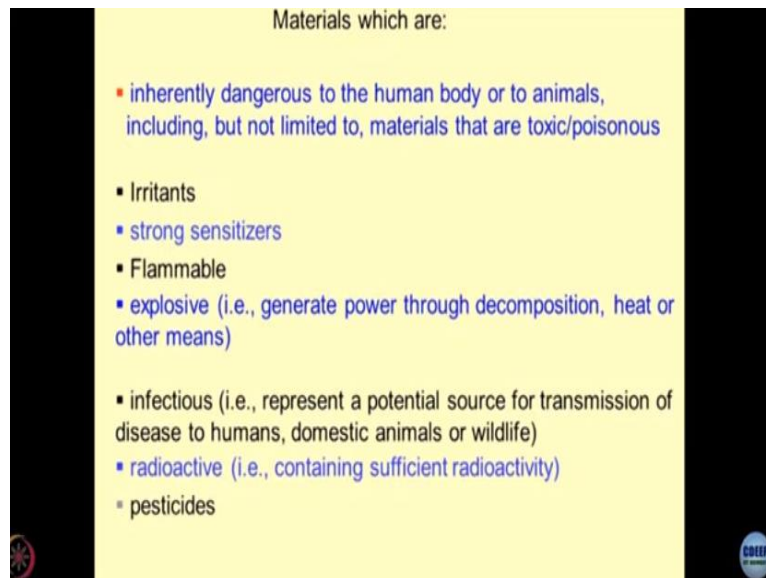 Materials which are:
▪ inherently dangerous to the human body or to animals,
including, but not limited to, materials that are toxic/poisonous
▪ Irritants
▪ strong sensitizers
▪ Flammable
▪ explosive (i.e., generate power through decomposition, heat or
other means)
▪ infectious (i.e., represent a potential source for transmission of
disease to humans, domestic animals or wildlife)
▪ radioactive (i.e., containing sufficient radioactivity)
▪ pesticides